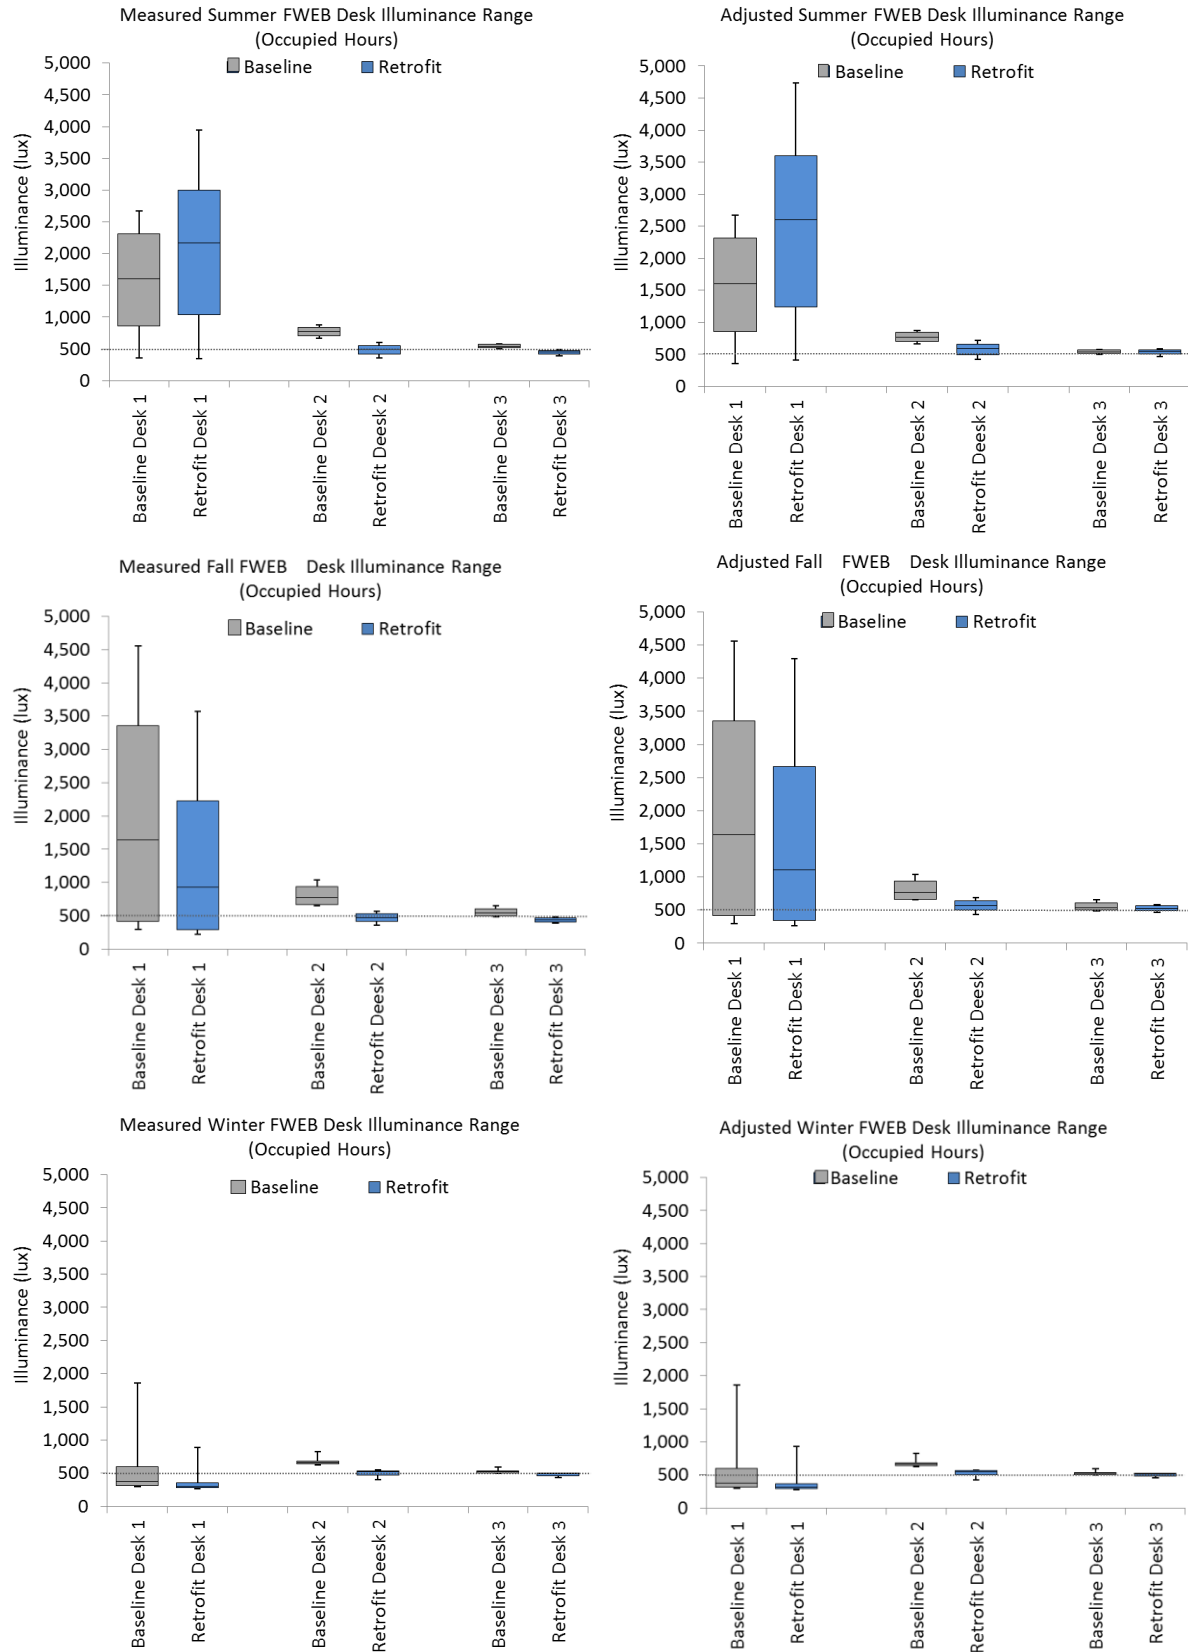 Measured Summer FWEB Desk Illuminance Range
(Occupied Hours)
Baseline Retrofit
Illuminance (lux)
5,000
4,500
4,000
3,500
3,000
2,500
2,000
1,500
1,000
500
0
Baseline Desk 1
Retrofit Desk 1
Baseline Desk 2
Retrofit Deesk 2
Baseline Desk 3
Retrofit Desk 3
Adjusted Summer FWEB Desk Illuminance Range
(Occupied Hours)
Baseline Retrofit
Illuminance (lux)
5,000
4,500
4,000
3,500
3,000
2,500
2,000
1,500
1,000
500
0
Baseline Desk 1
Retrofit Desk 1
Baseline Desk 2
Retrofit Deesk 2
Baseline Desk 3
Retrofit Desk 3
Measured Fall FWEB Desk Illuminance Range
(Occupied Hours)
Baseline Retrofit
Illuminance (lux)
5,000
4,500
4,000
3,500
3,000
2,500
2,000
1,500
1,000
500
0
Baseline Desk 1
Retrofit Desk 1
Baseline Desk 2
Retrofit Deesk 2
Baseline Desk 3
Retrofit Desk 3
Adjusted Fall FWEB Desk Illuminance Range
(Occupied Hours)
Baseline Retrofit
Illuminance (lux)
5,000
4,500
4,000
3,500
3,000
2,500
2,000
1,500
1,000
500
0
Baseline Desk 1
Retrofit Desk 1
Baseline Desk 2
Retrofit Deesk 2
Baseline Desk 3
Retrofit Desk 3
Measured Winter FWEB Desk Illuminance Range
(Occupied Hours)
Baseline Retrofit
Illuminance (lux)
5,000
4,500
4,000
3,500
3,000
2,500
2,000
1,500
1,000
500
0
Baseline Desk 1
Retrofit Desk 1
Baseline Desk 2
Retrofit Deesk 2
Baseline Desk 3
Retrofit Desk 3
Adjusted Winter FWEB Desk Illuminance Range
(Occupied Hours)
Baseline Retrofit
Illuminance (lux)
5,000
4,500
4,000
3,500
3,000
2,500
2,000
1,500
1,000
500
0
Baseline Desk 1
Retrofit Desk 1
Baseline Desk 2
Retrofit Deesk 2
Baseline Desk 3
Retrofit Desk 3